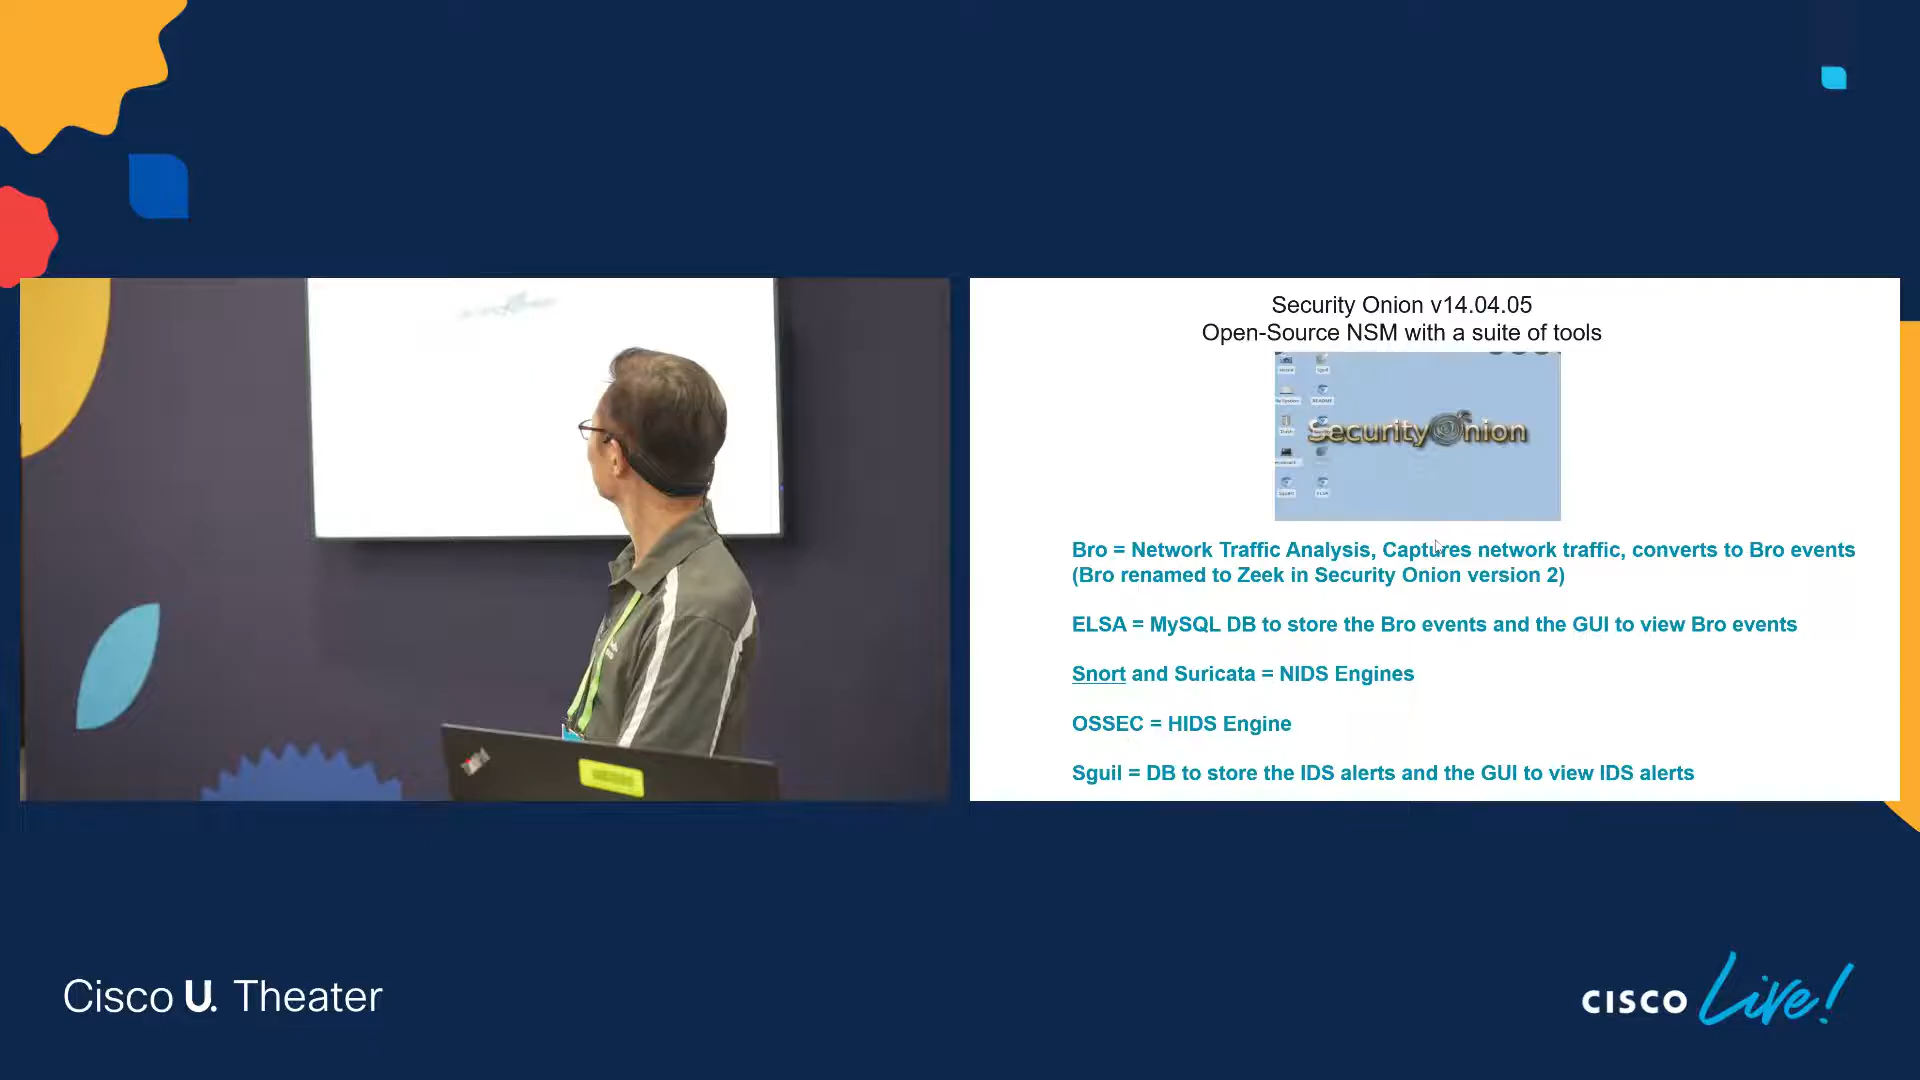 Security Onion v14.04.05
Open-Source NSM with a suite of tools
SecurityOnion
Bro = Network Traffic Analysis, Captures network traffic, converts to Bro events
(Bro renamed to Zeek in Security Onion version 2)
ELSA = MySQL DB to store the Bro events and the GUI to view Bro events
Snort and Suricata = NIDS Engines
OSSEC = HIDS Engine
Sguil = DB to store the IDS alerts and the GUI to view IDS alerts
Cisco U. Theater
CISCO Live!